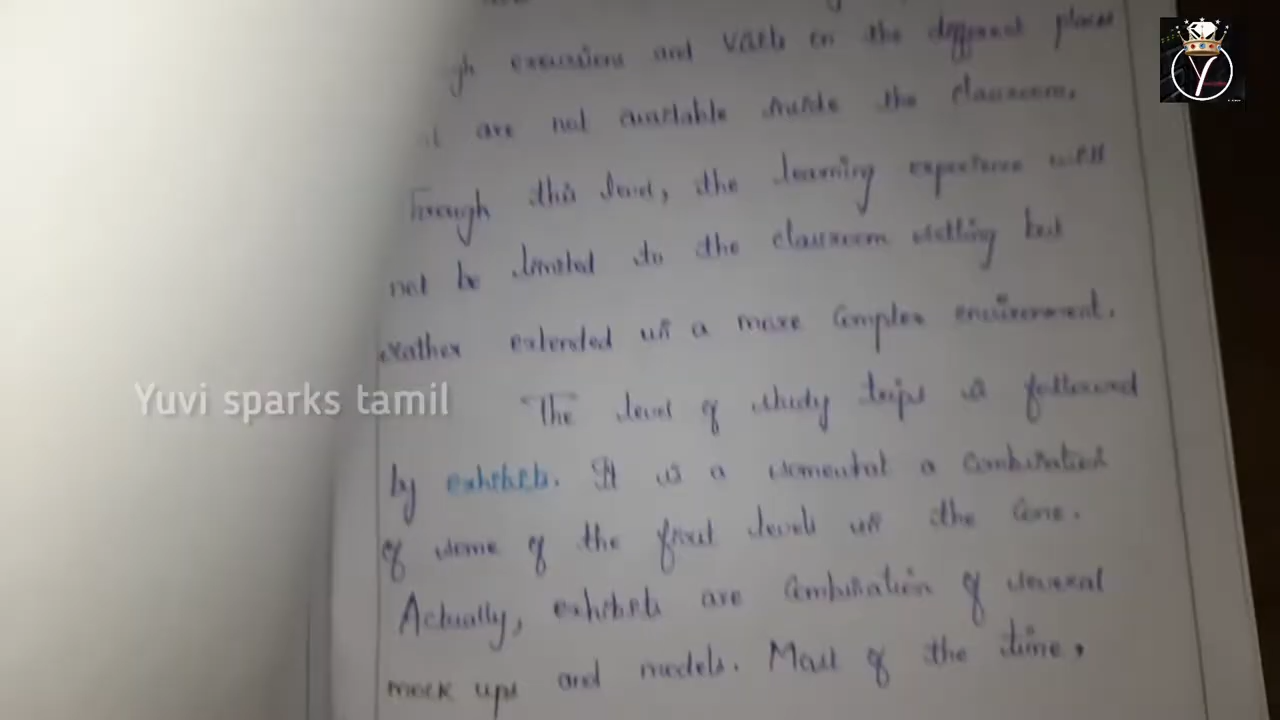 excursions and visits on the different places
are not available inside the classroom.
Through this level, the learning experience will
not be limited to the classroom setting but
rather extended in a more complex environment.
The level of study trips is followed
by exhibits. It is a somewhat a combination
of some of the first levels in the cone.
Actually, exhibits are combination of several
mock ups and models. Most of the time,
Yuvi sparks tamil
Y